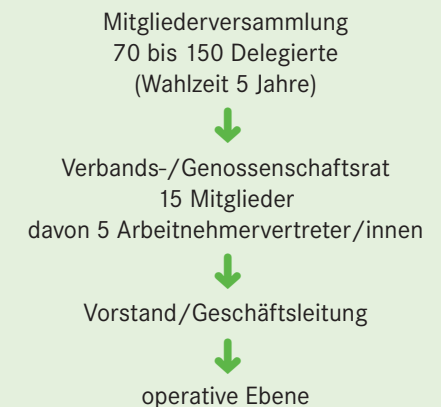 Mitgliederversammlung
70 bis 150 Delegierte
(Wahlzeit 5 Jahre)
Verbands-/Genossenschaftsrat
15 Mitglieder
davon 5 Arbeitnehmervertreter/innen
Vorstand/Geschäftsleitung
operative Ebene